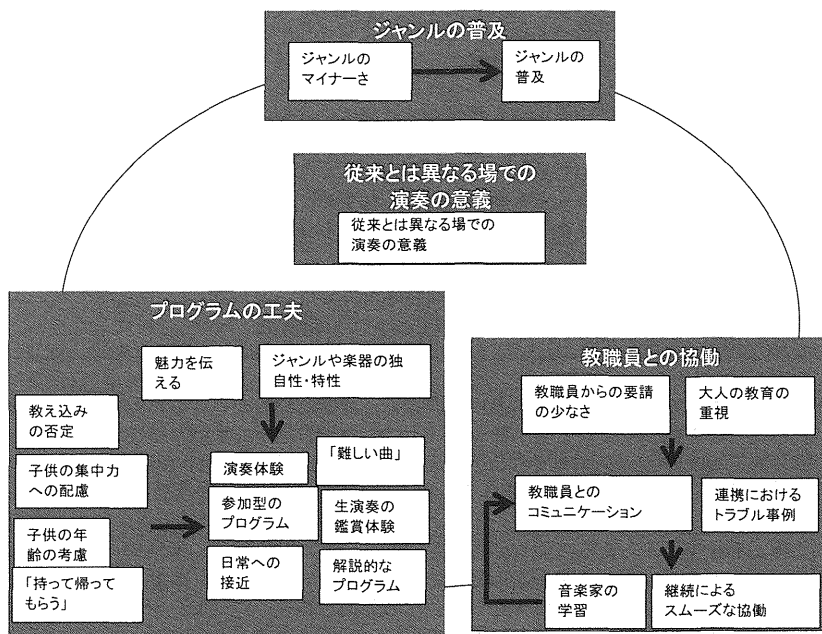 ジャンルの普及
ジャンルの
マイナーさ
ジャンルの
普及
従来とは異なる場での
演奏の意義
従来とは異なる場での
演奏の意義
プログラムの工夫
魅力を伝
える
ジャンルや楽器の独
自性・特性
教え込み
の否定
子供の集中力
への配慮
子供の年
齢の考慮
「持って帰って
もらう」
演奏体験
「難しい曲」
参加型の
プログラム
生演奏の
鑑賞体験
日常への
接近
解説的な
プログラム
教職員との協働
教職員からの要請
の少なさ
大人の教育の
重視
教職員との
コミュニケーション
連携における
トラブル事例
音楽家の
学習
継続による
スムーズな協働